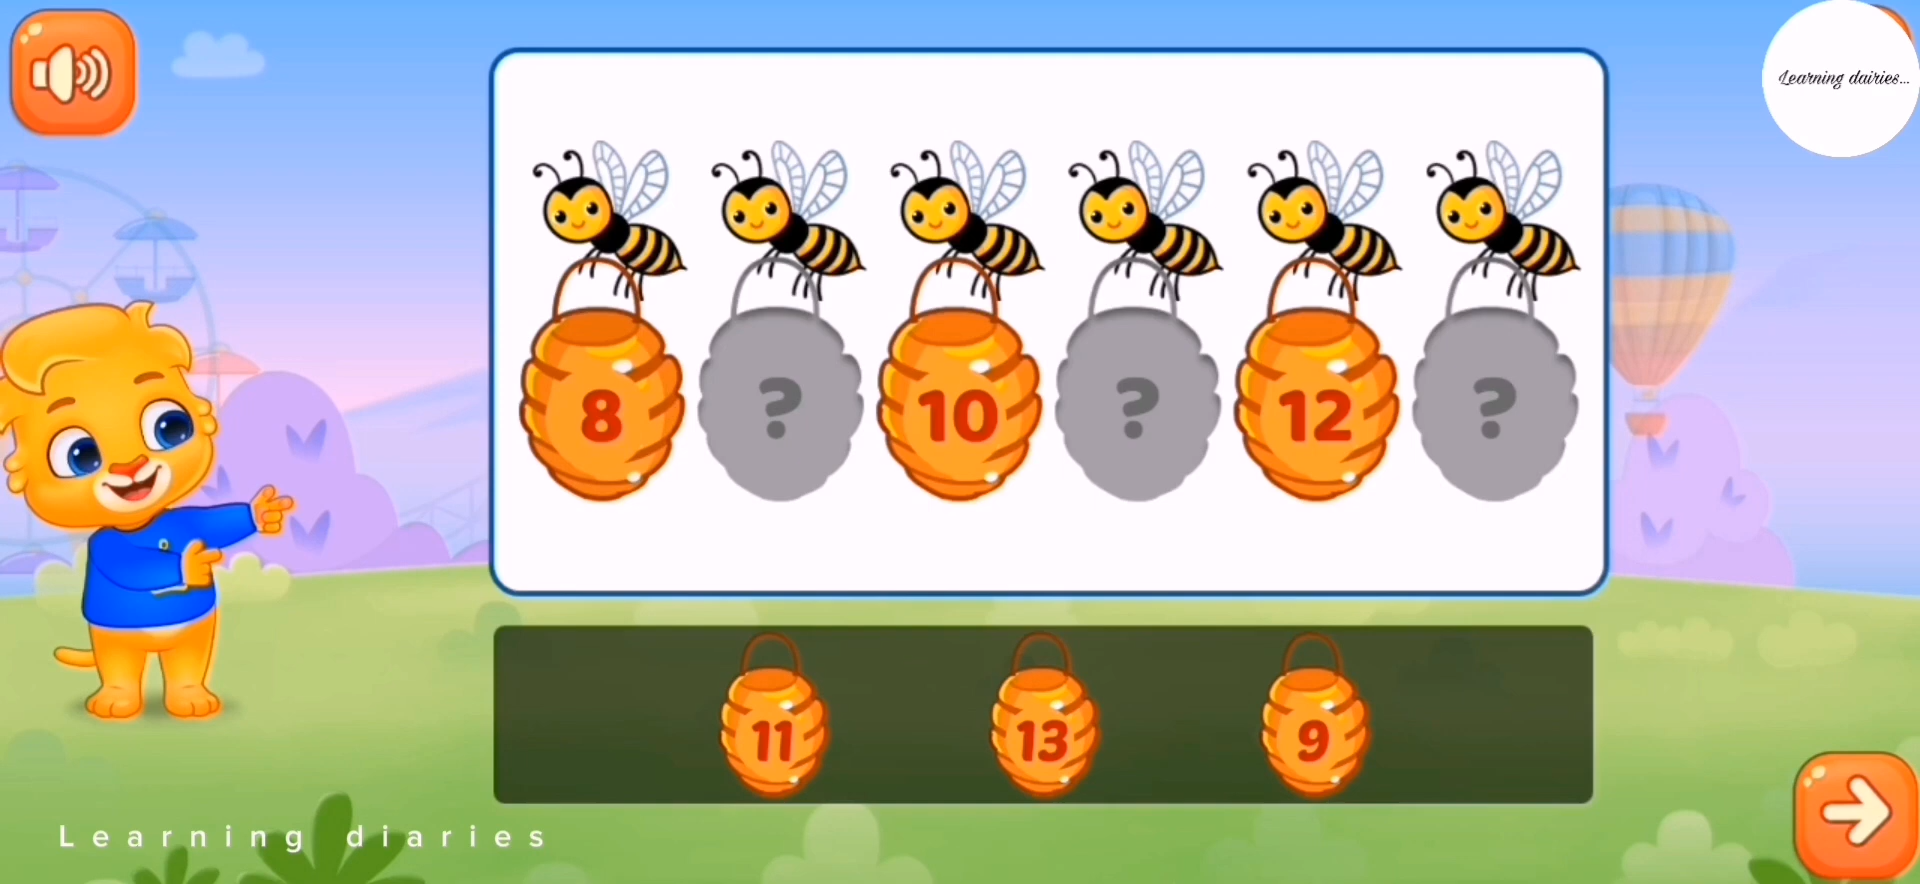 Learning dairies...
8 ? 10 ? 12 ?
11 13 9
Learning diaries